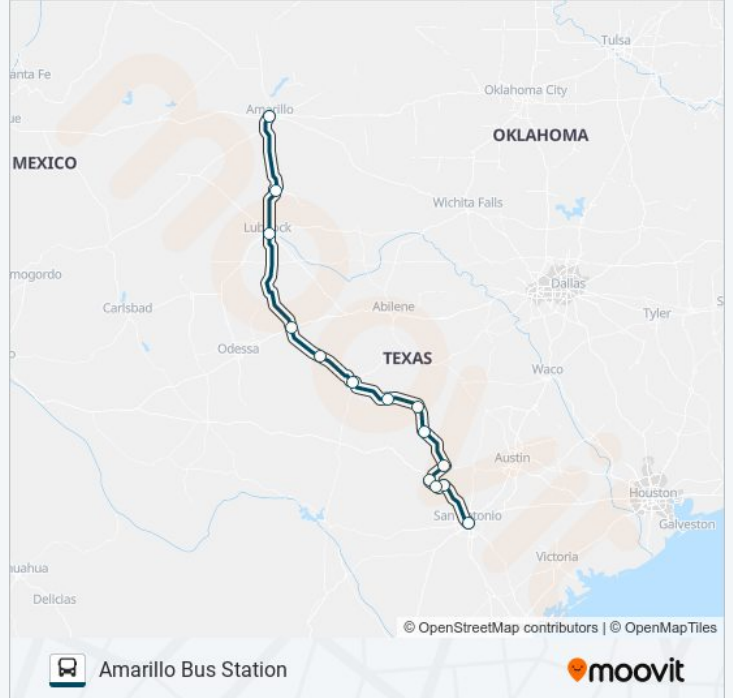 Tulsa
anta Fe
Oklahoma City
Amarillo
ue
OKLAHOMA
MEXICO
Wichita Falls
Lubbock
mogordo
Dallas
Carlsbad
Abilene
Tyler
S
Odessa
TEXAS
Waco
Austin
Houston
San Antonio
Galveston
Victoria
uahua
Delicias
© OpenStreetMap contributors | © OpenMapTiles
Amarillo Bus Station
moovit